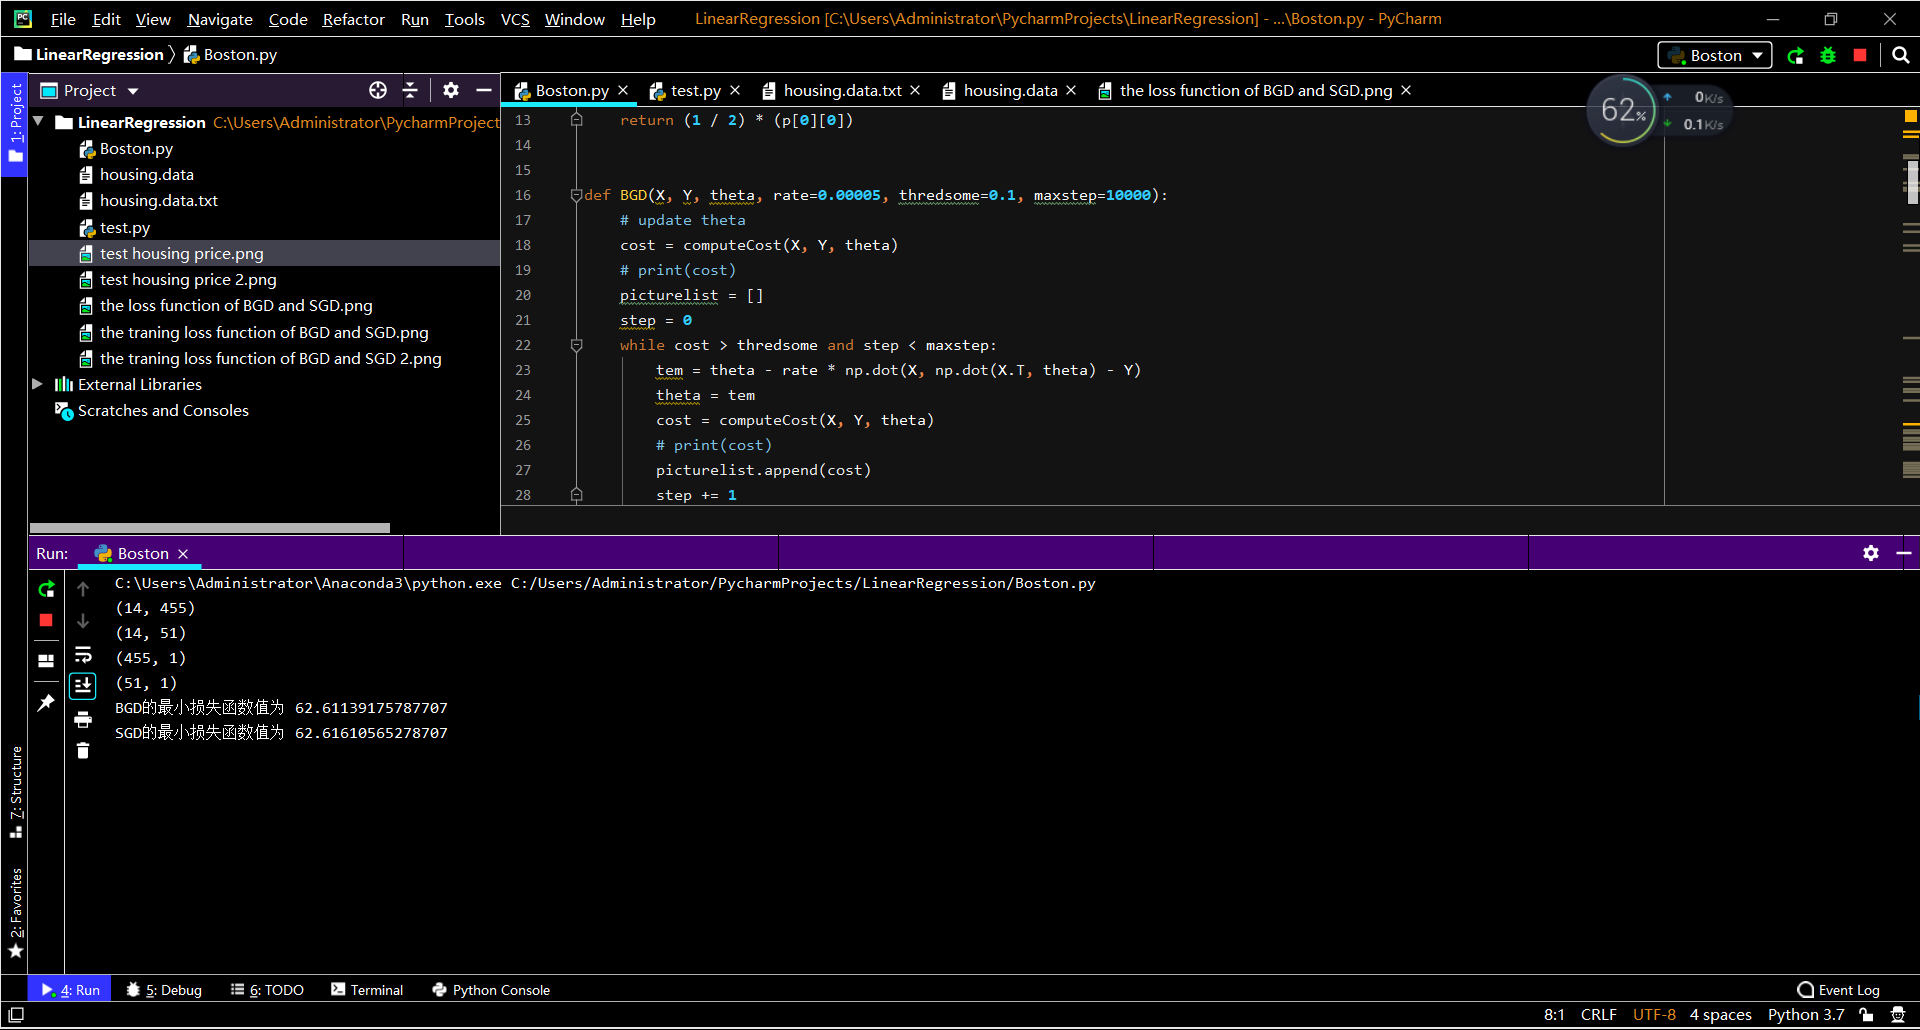 File Edit View Navigate Code Refactor Run Tools VCS Window Help LinearRegression [C:\Users\Administrator\PycharmProjects\LinearRegression] - ...\Boston.py - PyCharm
LinearRegression Boston.py Boston
1: Project
Project
Boston.py test.py housing.data.txt housing.data the loss function of BGD and SGD.png
62% 0K/s
0.1K/s
LinearRegression C:\Users\Administrator\PycharmProject
Boston.py
housing.data
housing.data.txt
test.py
test housing price.png
test housing price 2.png
the loss function of BGD and SGD.png
the traning loss function of BGD and SGD.png
the traning loss function of BGD and SGD 2.png
External Libraries
Scratches and Consoles
13 return (1 / 2) * (p[0][0])
14
15
16 def BGD(X, Y, theta, rate=0.00005, thredsome=0.1, maxstep=10000):
17 # update theta
18 cost = computeCost(X, Y, theta)
19 # print(cost)
20 picturelist = []
21 step = 0
22 while cost > thredsome and step < maxstep:
23 tem = theta - rate * np.dot(X, np.dot(X.T, theta) - Y)
24 theta = tem
25 cost = computeCost(X, Y, theta)
26 # print(cost)
27 picturelist.append(cost)
28 step += 1
Run: Boston
C:\Users\Administrator\Anaconda3\python.exe C:/Users/Administrator/PycharmProjects/LinearRegression/Boston.py
(14, 455)
(14, 51)
(455, 1)
(51, 1)
BGD的最小损失函数值为 62.61139175787707
SGD的最小损失函数值为 62.61610565278707
7: Structure
2: Favorites
4: Run 5: Debug 6: TODO Terminal Python Console Event Log
8:1 CRLF UTF-8 4 spaces Python 3.7